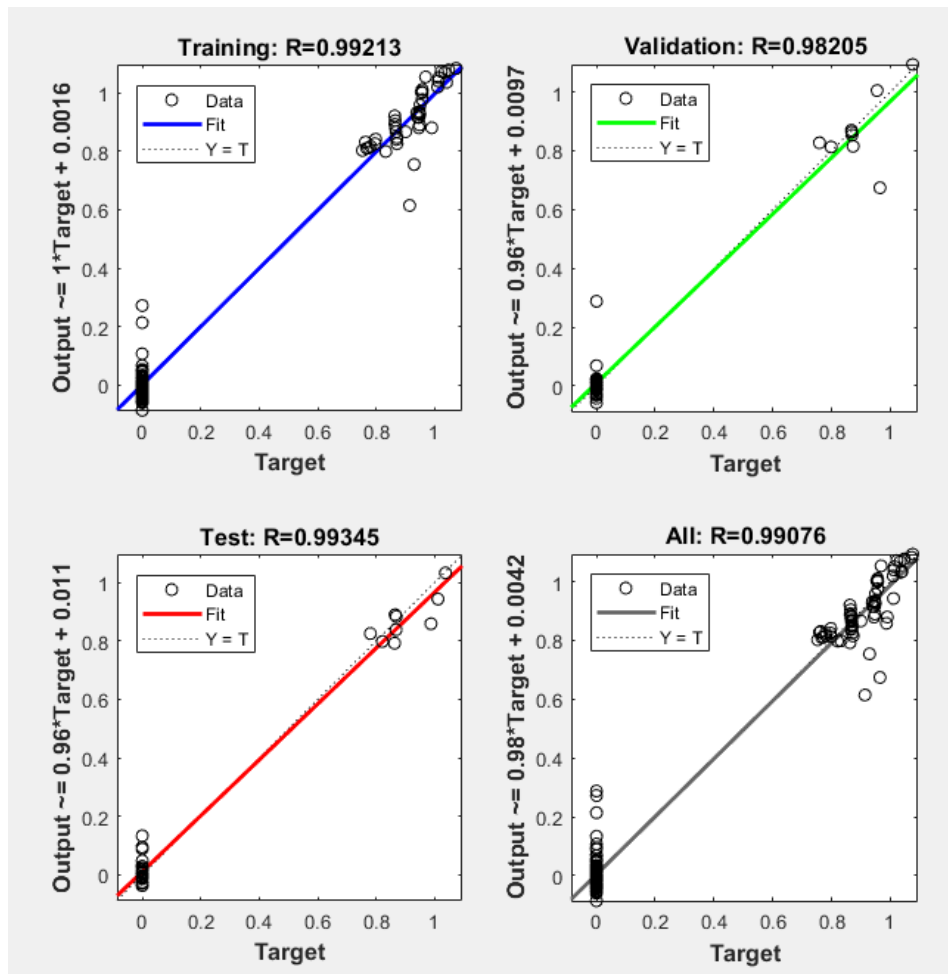 Training: R=0.99213
Output ~= 1*Target + 0.0016
Data
Fit
Y = T
1
0.8
0.6
0.4
0.2
0
0 0.2 0.4 0.6 0.8 1
Target
Validation: R=0.98205
Output ~= 0.96*Target + 0.0097
Data
Fit
Y = T
1
0.8
0.6
0.4
0.2
0
0 0.2 0.4 0.6 0.8 1
Target
Test: R=0.99345
Output ~= 0.96*Target + 0.011
Data
Fit
Y = T
1
0.8
0.6
0.4
0.2
0
0 0.2 0.4 0.6 0.8 1
Target
All: R=0.99076
Output ~= 0.98*Target + 0.0042
Data
Fit
Y = T
1
0.8
0.6
0.4
0.2
0
0 0.2 0.4 0.6 0.8 1
Target